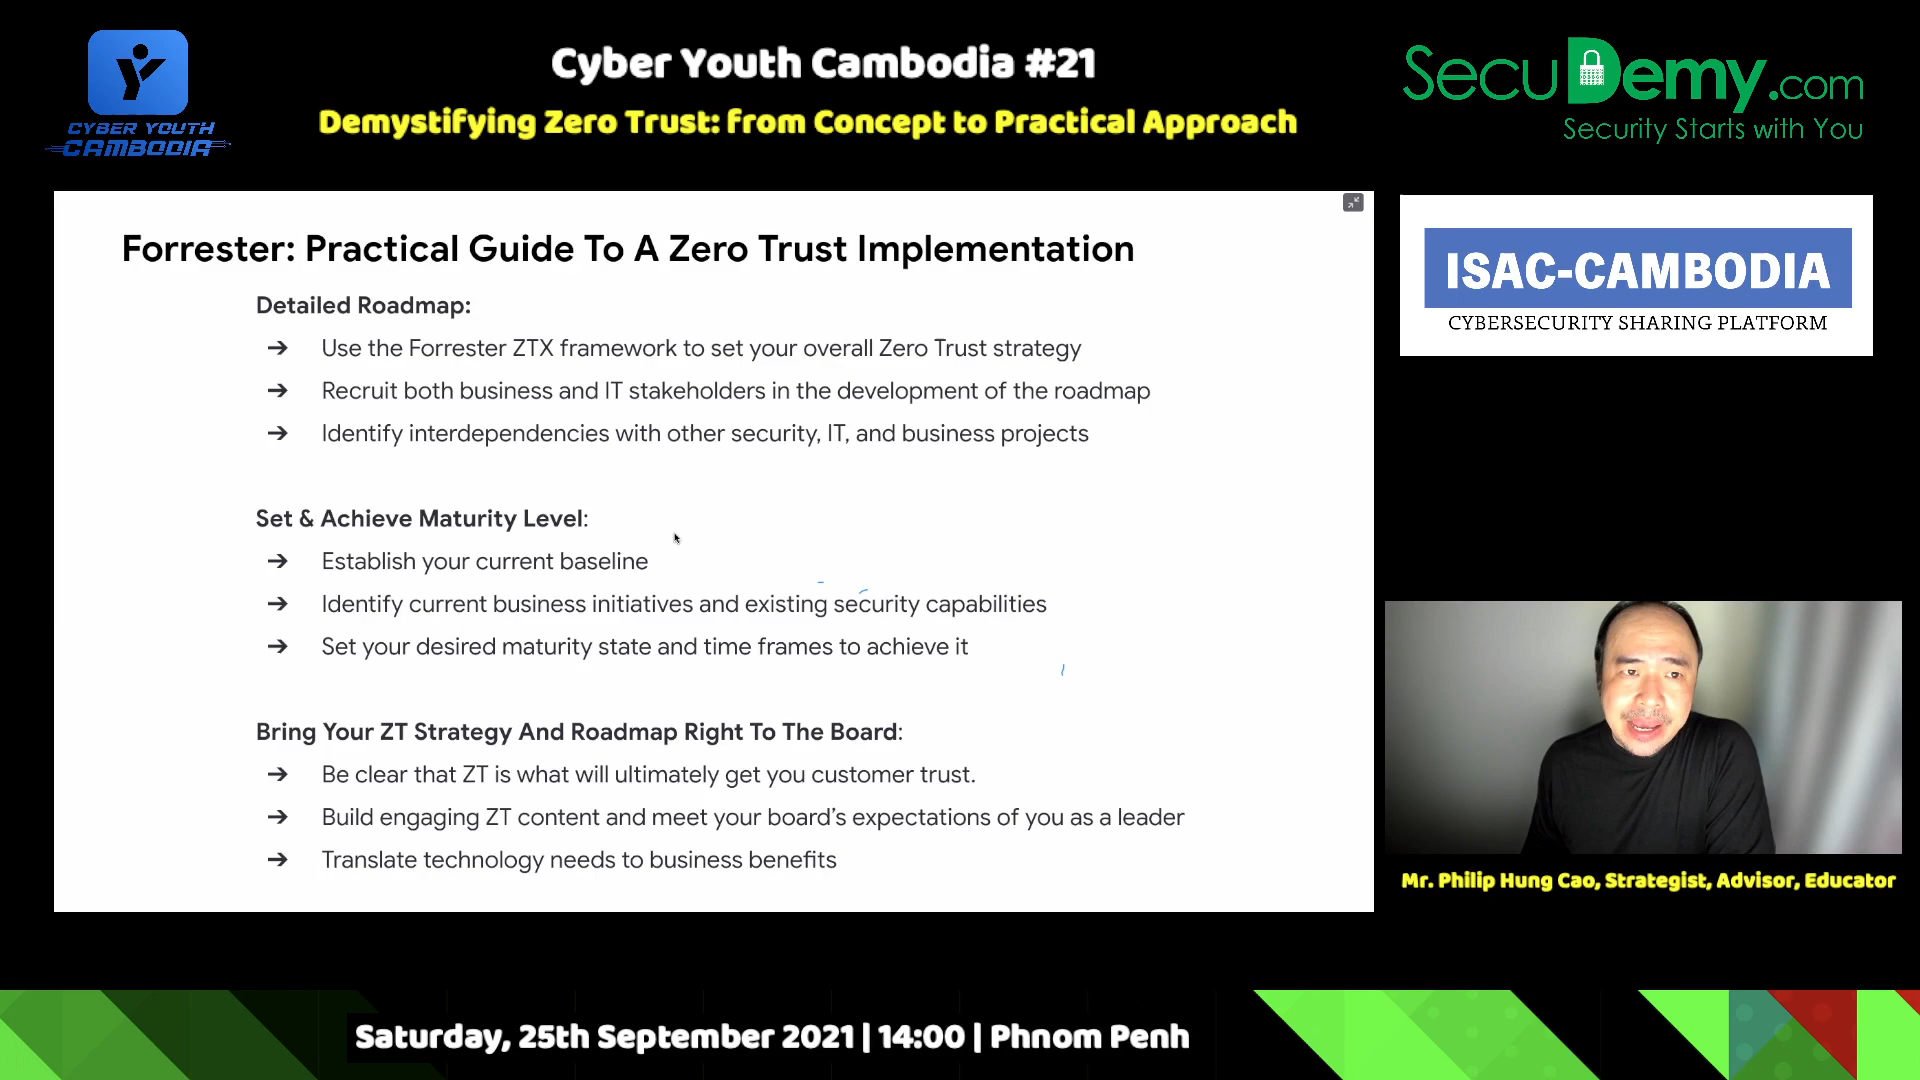 CYBER YOUTH
CAMBODIA
Cyber Youth Cambodia #21
Demystifying Zero Trust: from Concept to Practical Approach
SecuDemy.com
Security Starts with You
Forrester: Practical Guide To A Zero Trust Implementation
Detailed Roadmap:
➔ Use the Forrester ZTX framework to set your overall Zero Trust strategy
➔ Recruit both business and IT stakeholders in the development of the roadmap
➔ Identify interdependencies with other security, IT, and business projects
Set & Achieve Maturity Level:
➔ Establish your current baseline
➔ Identify current business initiatives and existing security capabilities
➔ Set your desired maturity state and time frames to achieve it
Bring Your ZT Strategy And Roadmap Right To The Board:
➔ Be clear that ZT is what will ultimately get you customer trust.
➔ Build engaging ZT content and meet your board’s expectations of you as a leader
➔ Translate technology needs to business benefits
ISAC-CAMBODIA
CYBERSECURITY SHARING PLATFORM
Mr. Philip Hung Cao, Strategist, Advisor, Educator
Saturday, 25th September 2021 | 14:00 | Phnom Penh